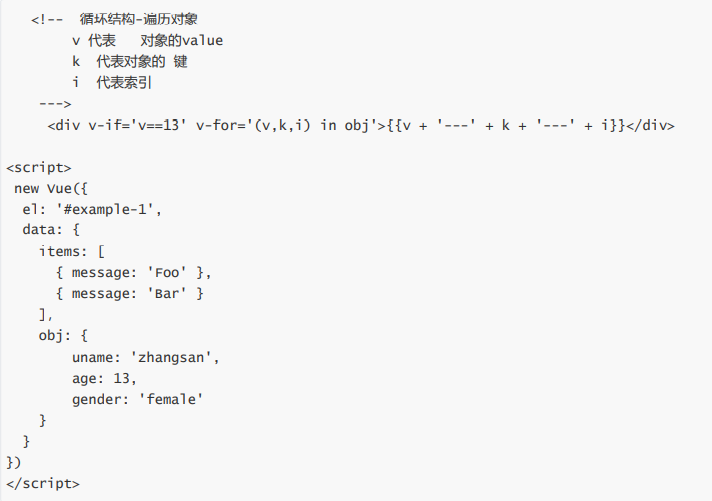 <!--  循环结构-遍历对象
v 代表   对象的value
k  代表对象的 键
i  代表索引
--->
<div v-if='v==13' v-for='(v,k,i) in obj'>{{v + '---' + k + '---' + i}}</div>
<script>
new Vue({
el: '#example-1',
data: {
items: [
{ message: 'Foo' },
{ message: 'Bar' }
],
obj: {
uname: 'zhangsan',
age: 13,
gender: 'female'
}
}
})
</script>